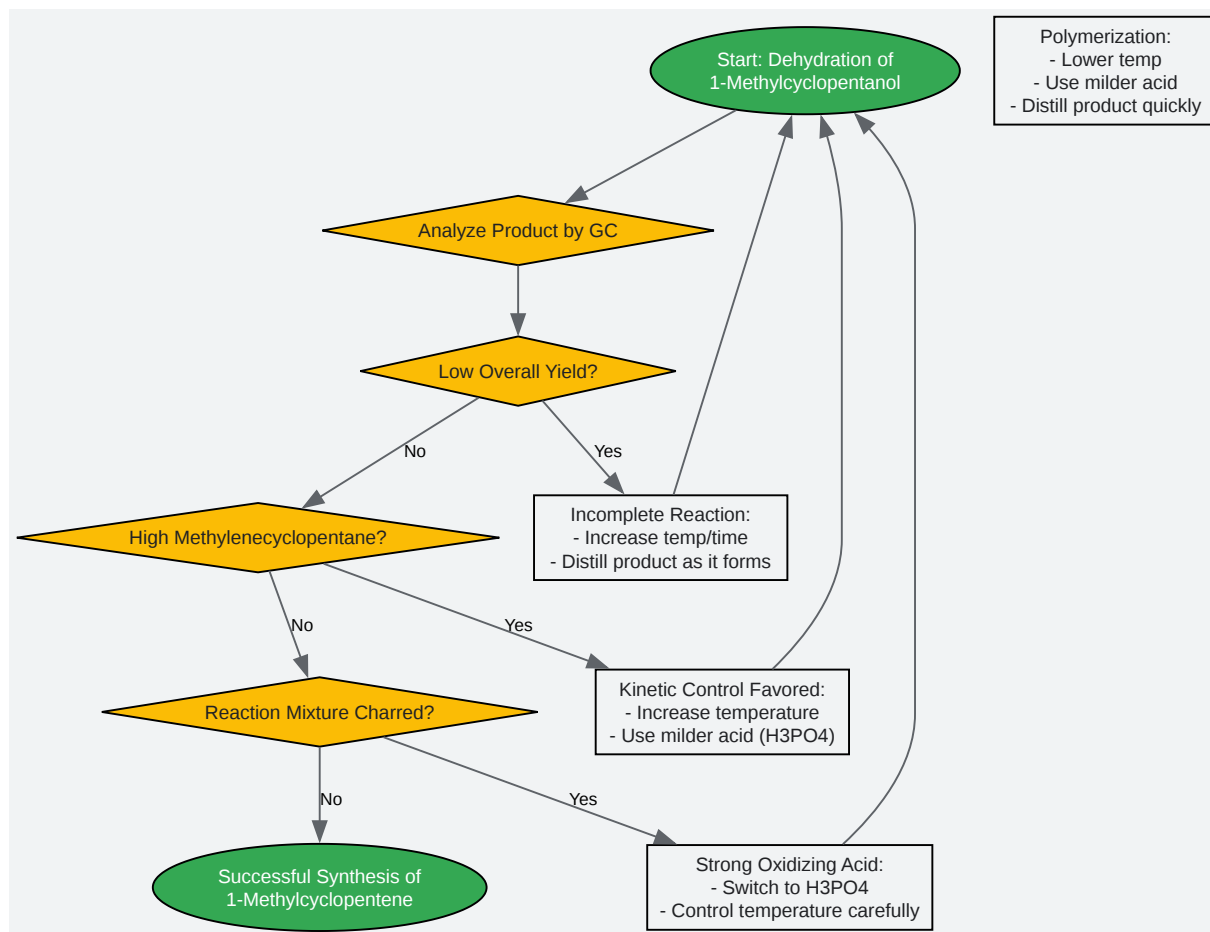 Start: Dehydration of
1-Methylcyclopentanol
Polymerization:
- Lower temp
- Use milder acid
- Distill product quickly
Analyze Product by GC
Low Overall Yield?
No
Yes
Incomplete Reaction:
- Increase temp/time
- Distill product as it forms
High Methylenecyclopentane?
No
Yes
Kinetic Control Favored:
- Increase temperature
- Use milder acid (H3PO4)
Reaction Mixture Charred?
No
Yes
Successful Synthesis of
1-Methylcyclopentene
Strong Oxidizing Acid:
- Switch to H3PO4
- Control temperature carefully